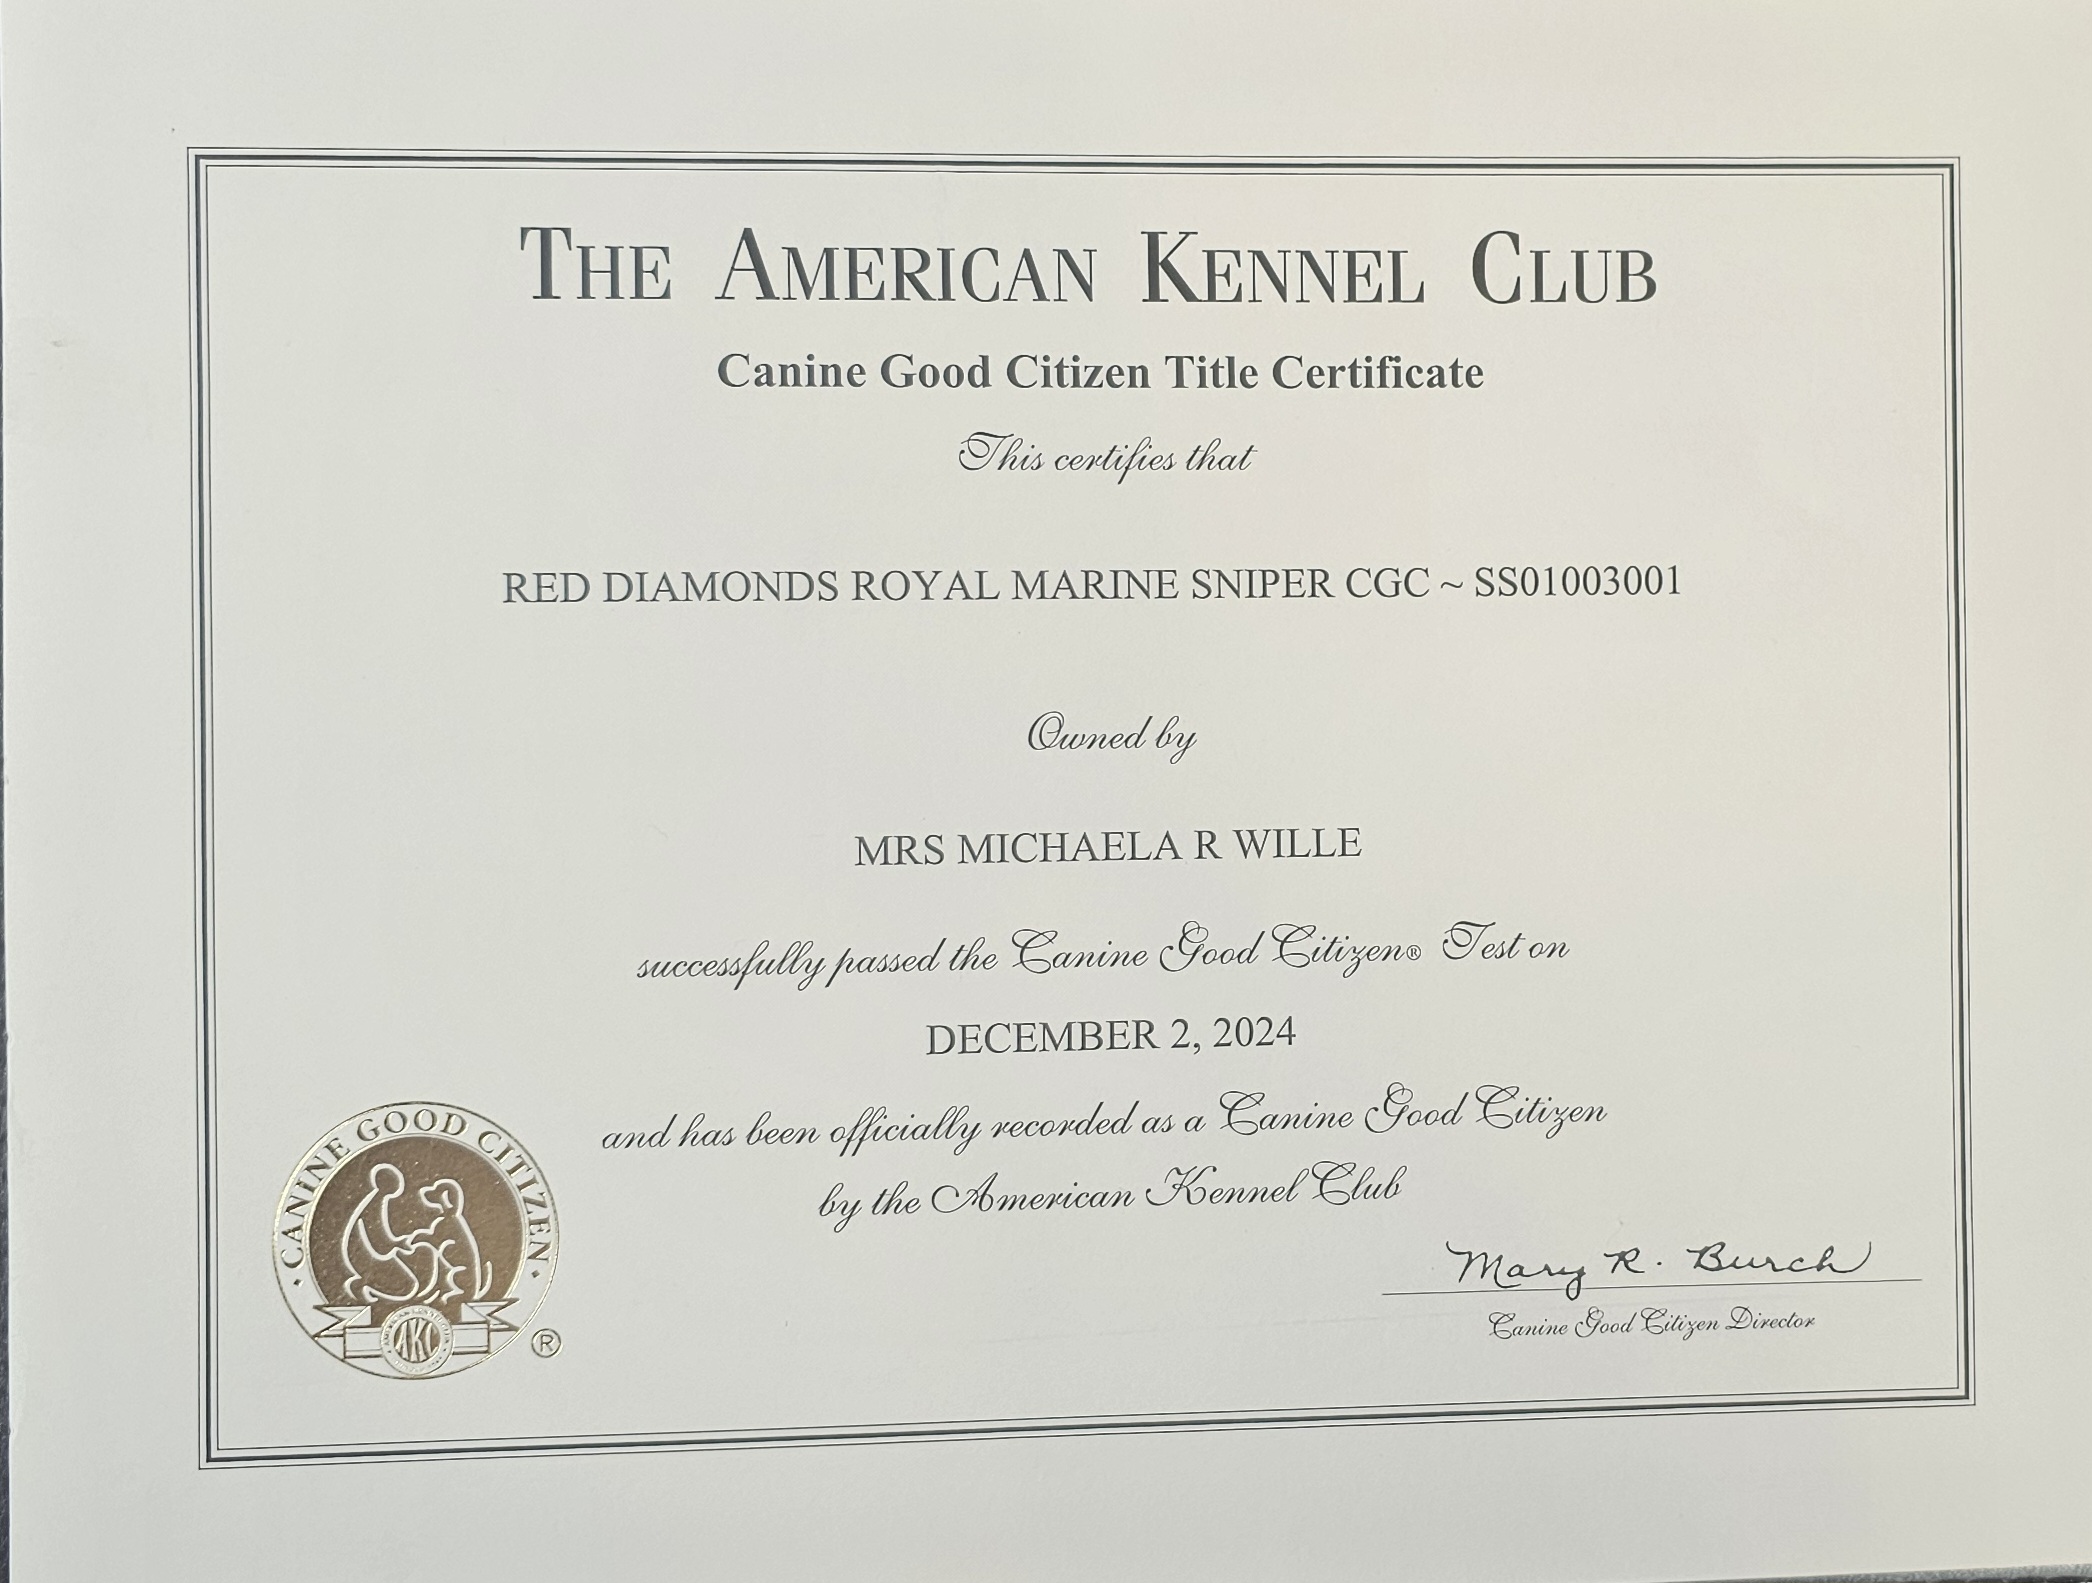 THE AMERICAN KENNEL CLUB
Canine Good Citizen Title Certificate
This certifies that
RED DIAMONDS ROYAL MARINE SNIPER CGC ~ SS01003001
Owned by
MRS MICHAELA R WILLE
successfully passed the Canine Good Citizen® Test on
DECEMBER 2, 2024
and has been officially recorded as a Canine Good Citizen
by the American Kennel Club
Mary R. Burch
Canine Good Citizen Director
· CANINE GOOD CITIZEN ·
AKC
®